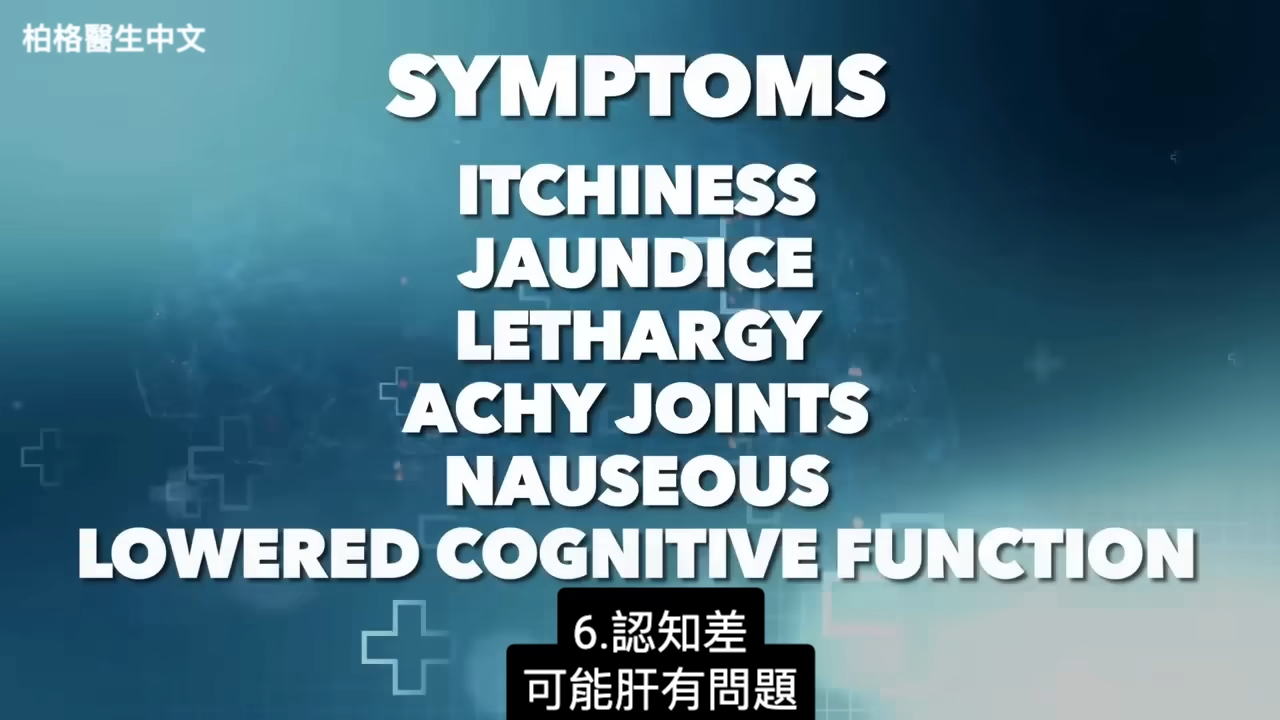 柏格醫生中文
SYMPTOMS
ITCHINESS
JAUNDICE
LETHARGY
ACHY JOINTS
NAUSEOUS
LOWERED COGNITIVE FUNCTION
6.認知差
可能肝有問題